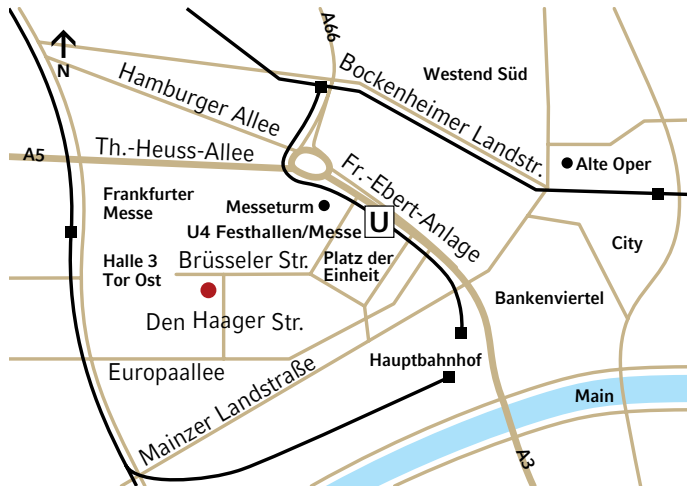 A66
N
Westend Süd
Hamburger Allee
Bockenheimer Landstr.
A5
Th.-Heuss-Allee
Alte Oper
Fr.-Ebert-Anlage
Frankfurter
Messe
Messeturm
U
U4 Festhallen/Messe
City
Halle 3
Tor Ost
Brüsseler Str.
Platz der
Einheit
Bankenviertel
Den Haager Str.
Hauptbahnhof
Europaallee
Mainzer Landstraße
Main
A3